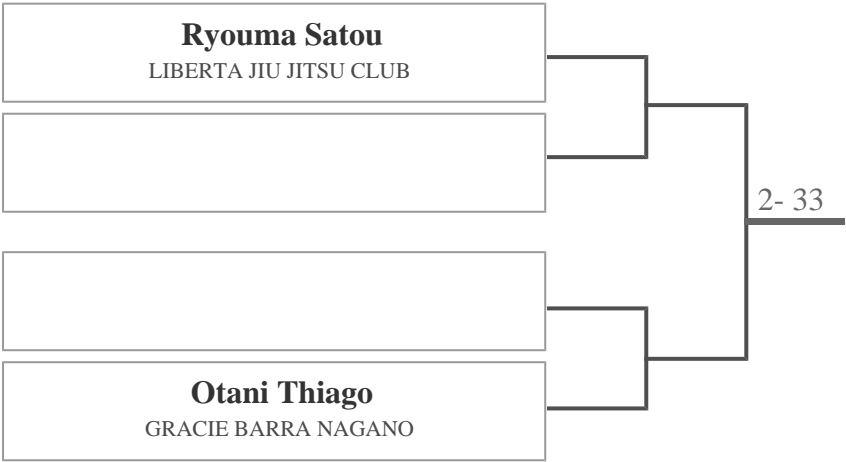 Ryouma Satou
LIBERTA JIU JITSU CLUB
2- 33
Otani Thiago
GRACIE BARRA NAGANO